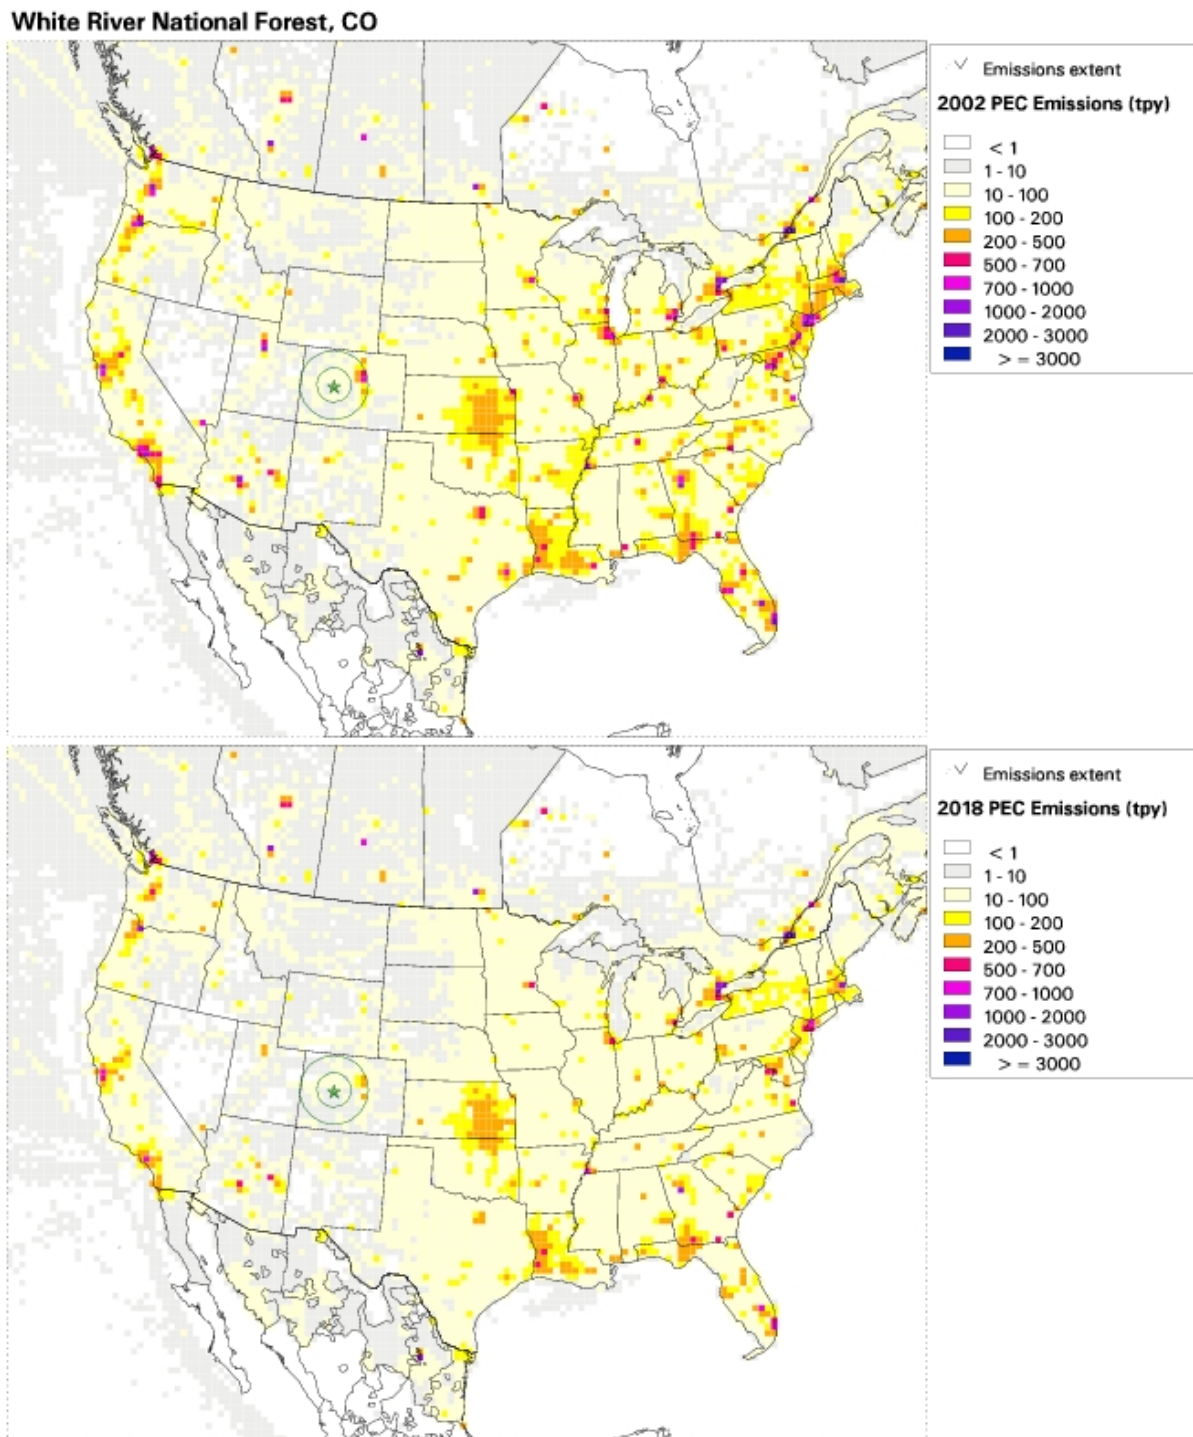 White River National Forest, CO
Emissions extent
2002 PEC Emissions (tpy)
< 1
1 - 10
10 - 100
100 - 200
200 - 500
500 - 700
700 - 1000
1000 - 2000
2000 - 3000
> = 3000
Emissions extent
2018 PEC Emissions (tpy)
< 1
1 - 10
10 - 100
100 - 200
200 - 500
500 - 700
700 - 1000
1000 - 2000
2000 - 3000
> = 3000